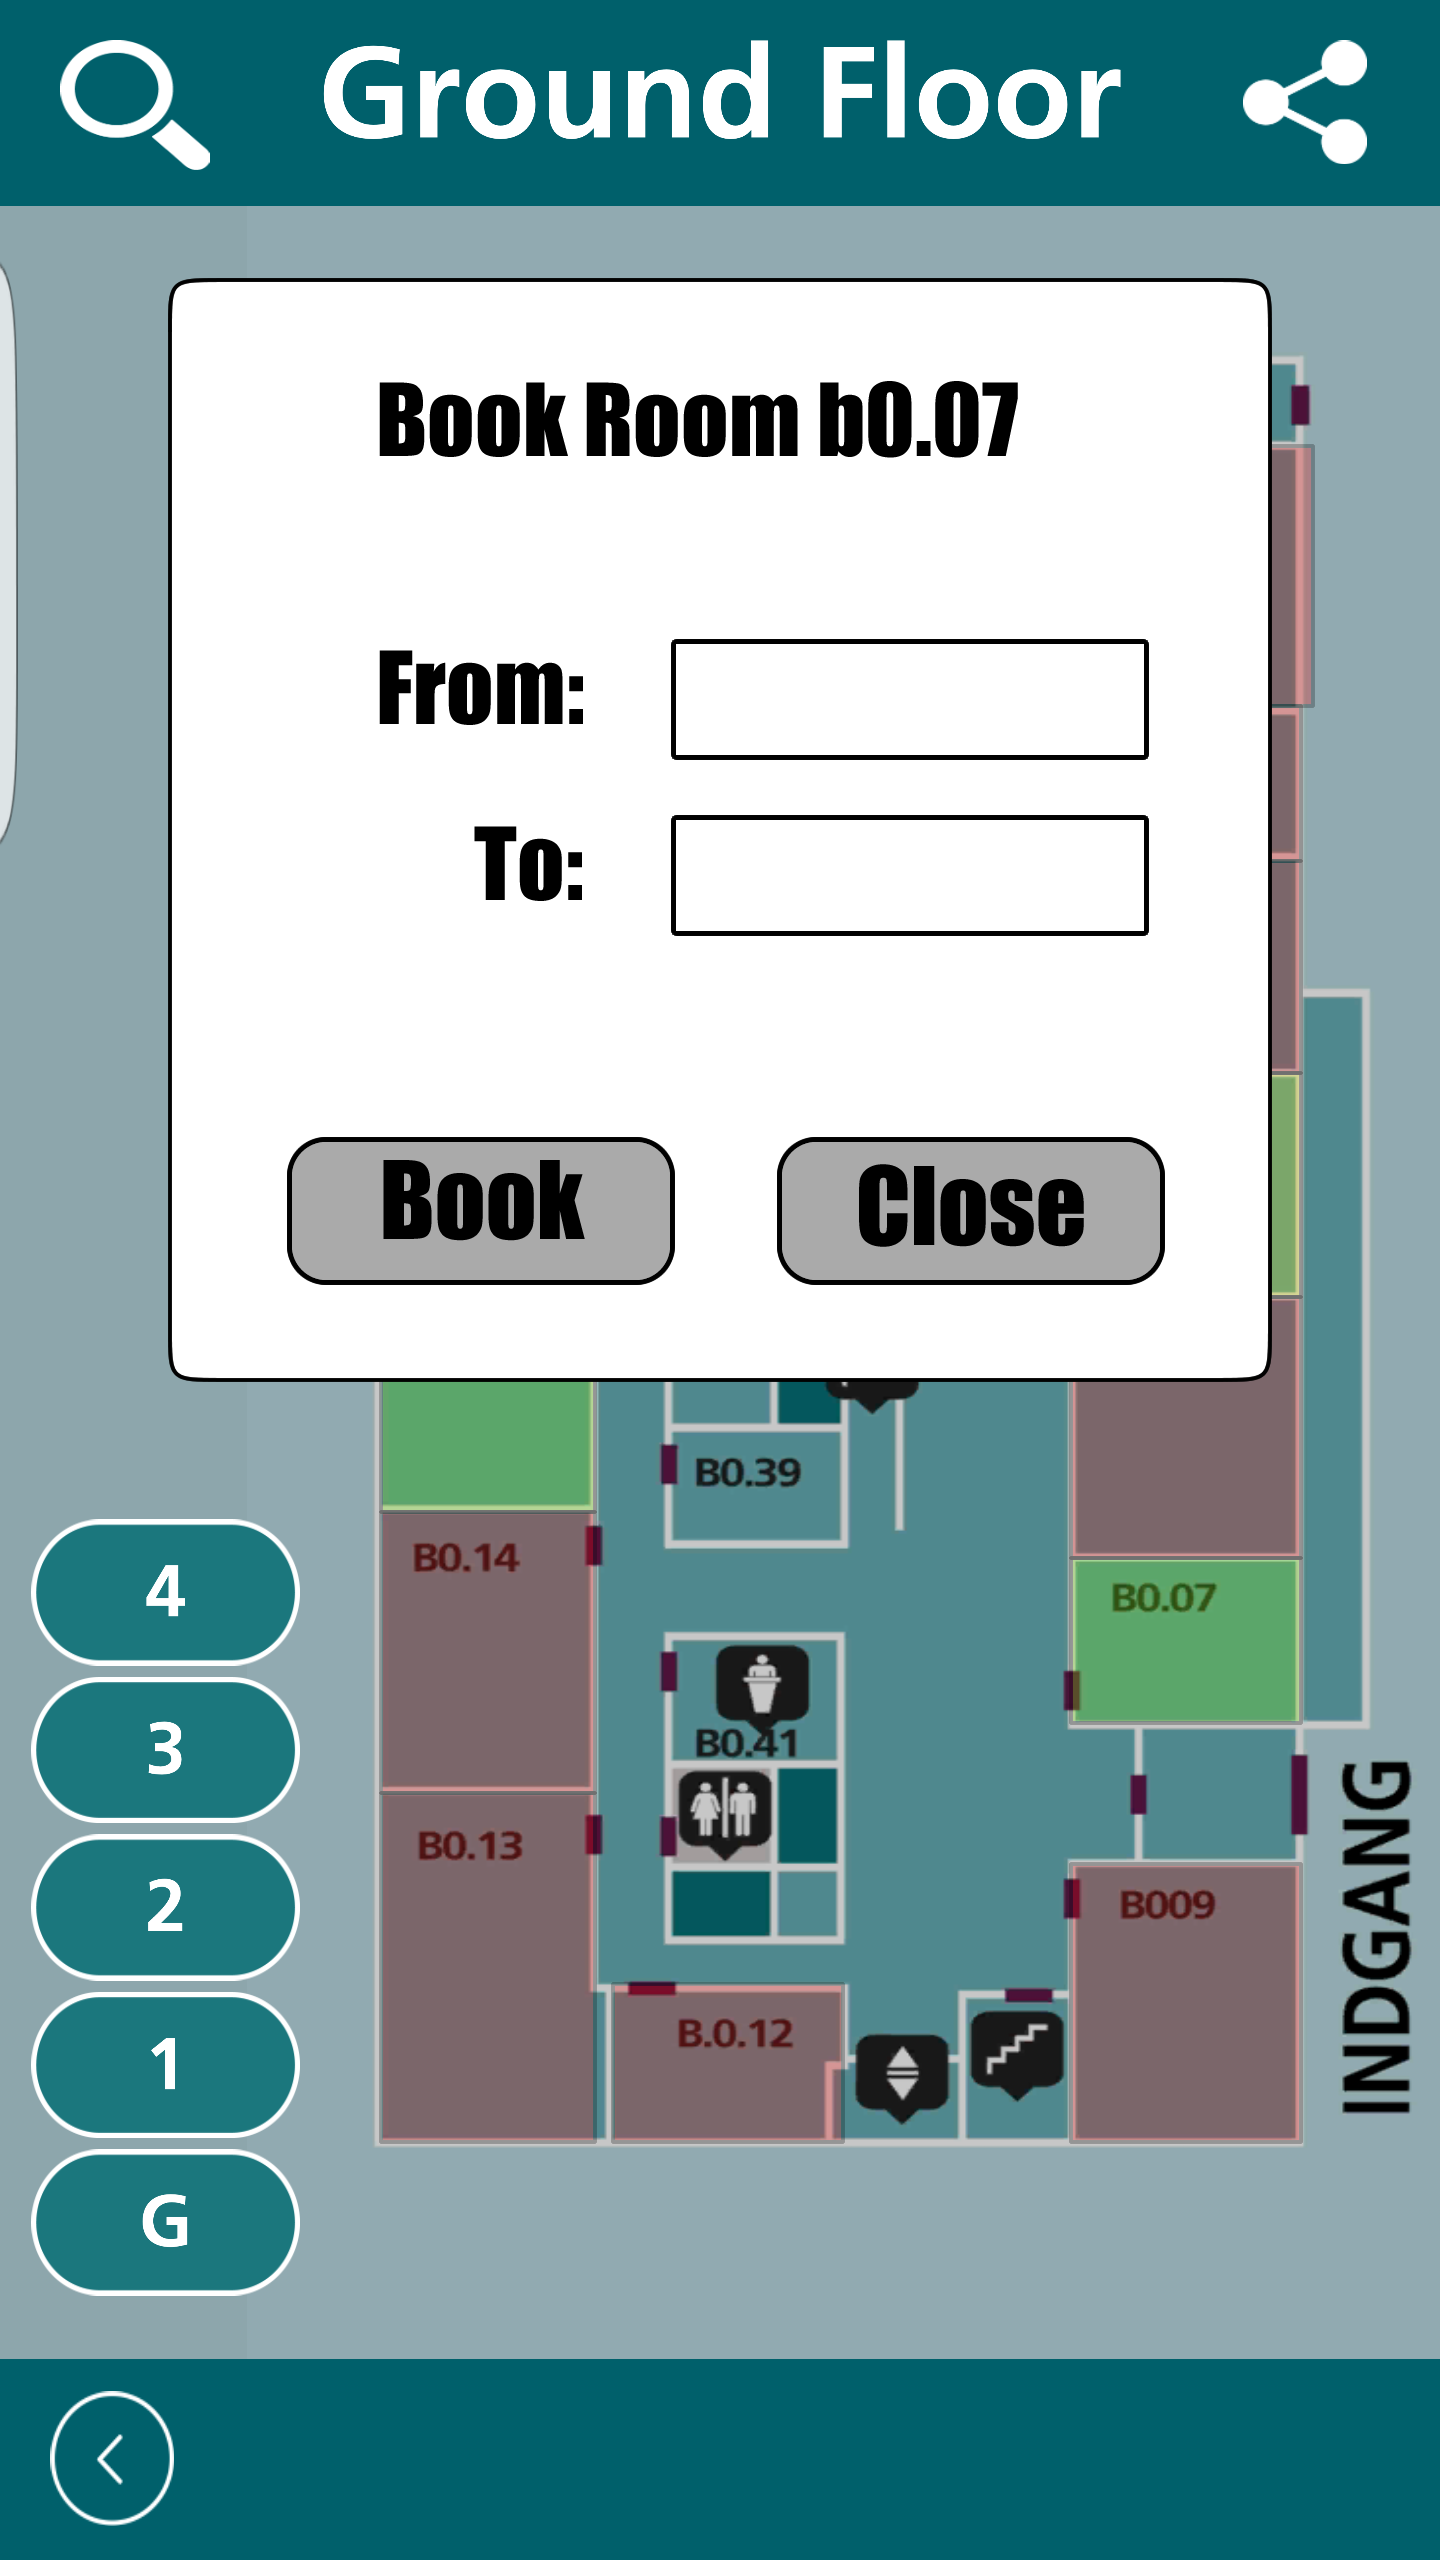 Ground Floor
Book Room b0.07
From:
To:
Book
Close
B0.39
B0.14
4
B0.07
3
B0.41
B0.13
2
B009
INDGANG
B.0.12
1
G